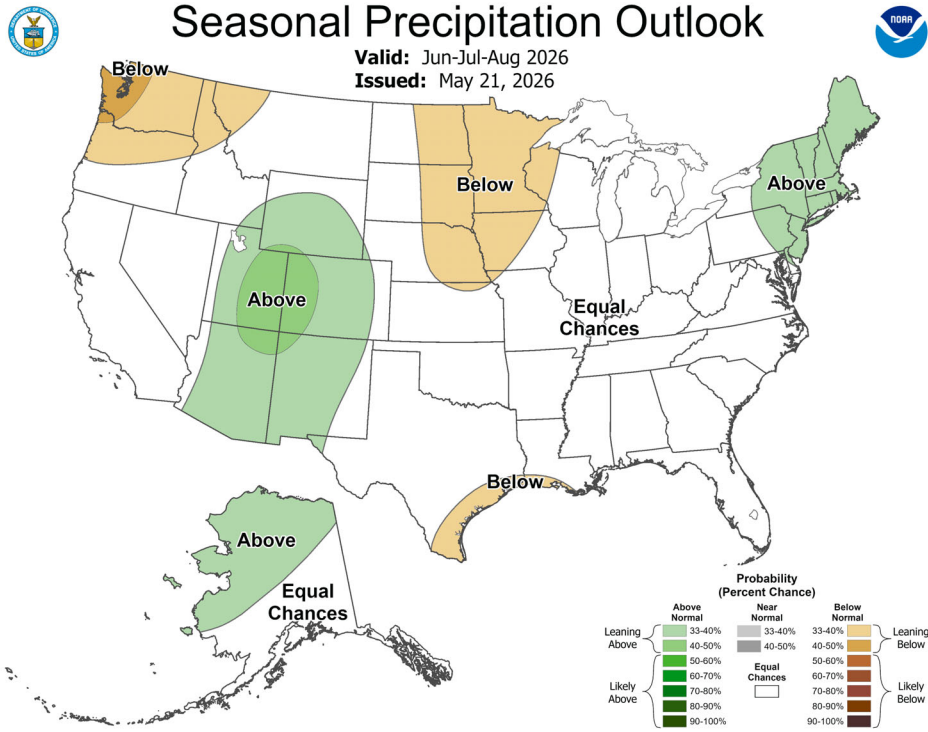 Seasonal Precipitation Outlook
Valid: Jun-Jul-Aug 2026
Issued: May 21, 2026
NOAA
Below
Below
Above
Above
Equal
Chances
Below
Above
Equal
Chances
Probability
(Percent Chance)
Above
Normal
Near
Normal
Below
Normal
Leaning
Above
33-40%
40-50%
33-40%
40-50%
33-40%
40-50%
Leaning
Below
Likely
Above
50-60%
60-70%
70-80%
80-90%
90-100%
Equal
Chances
50-60%
60-70%
70-80%
80-90%
90-100%
Likely
Below